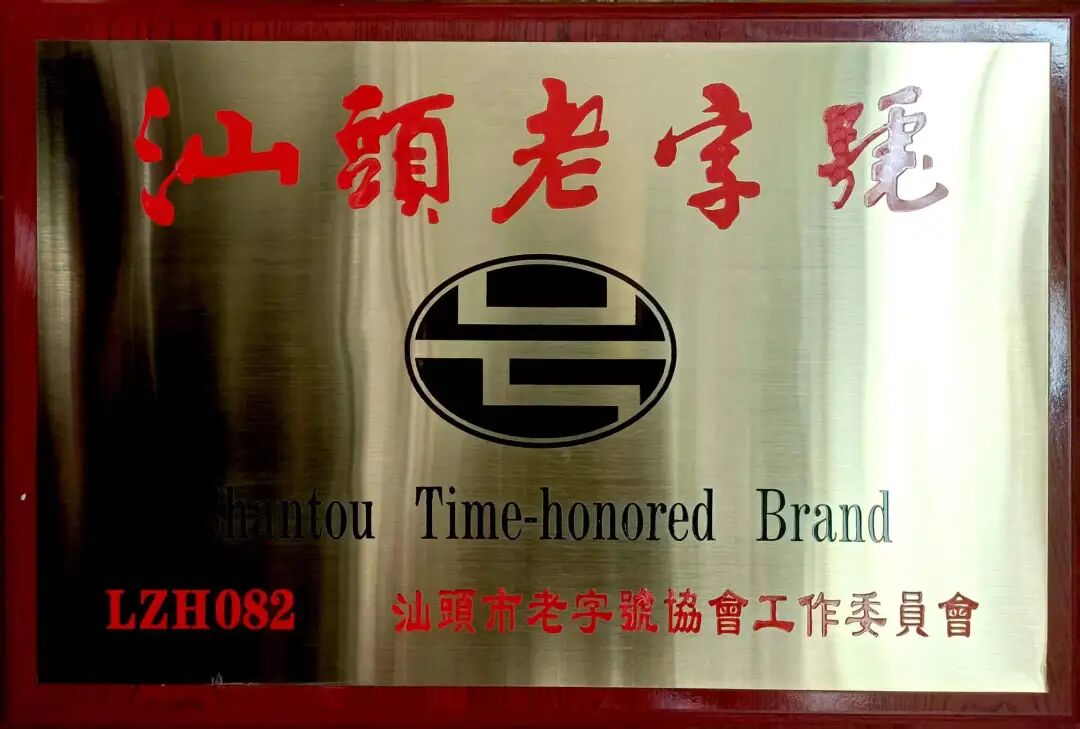 汕頭老字號
Shantou Time-honored Brand
LZH082 汕頭市老字號協會工作委員會